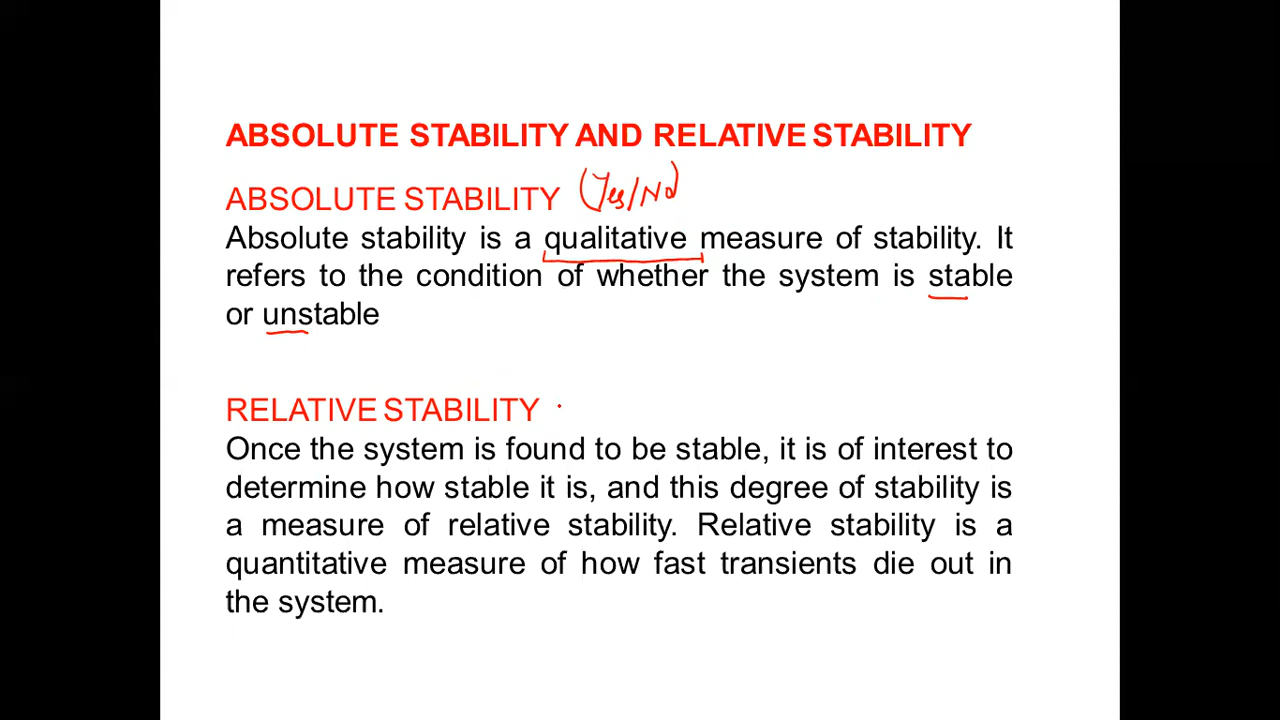 ABSOLUTE STABILITY AND RELATIVE STABILITY
ABSOLUTE STABILITY (Yes/No)
Absolute stability is a qualitative measure of stability. It
refers to the condition of whether the system is stable
or unstable
RELATIVE STABILITY
Once the system is found to be stable, it is of interest to
determine how stable it is, and this degree of stability is
a measure of relative stability. Relative stability is a
quantitative measure of how fast transients die out in
the system.